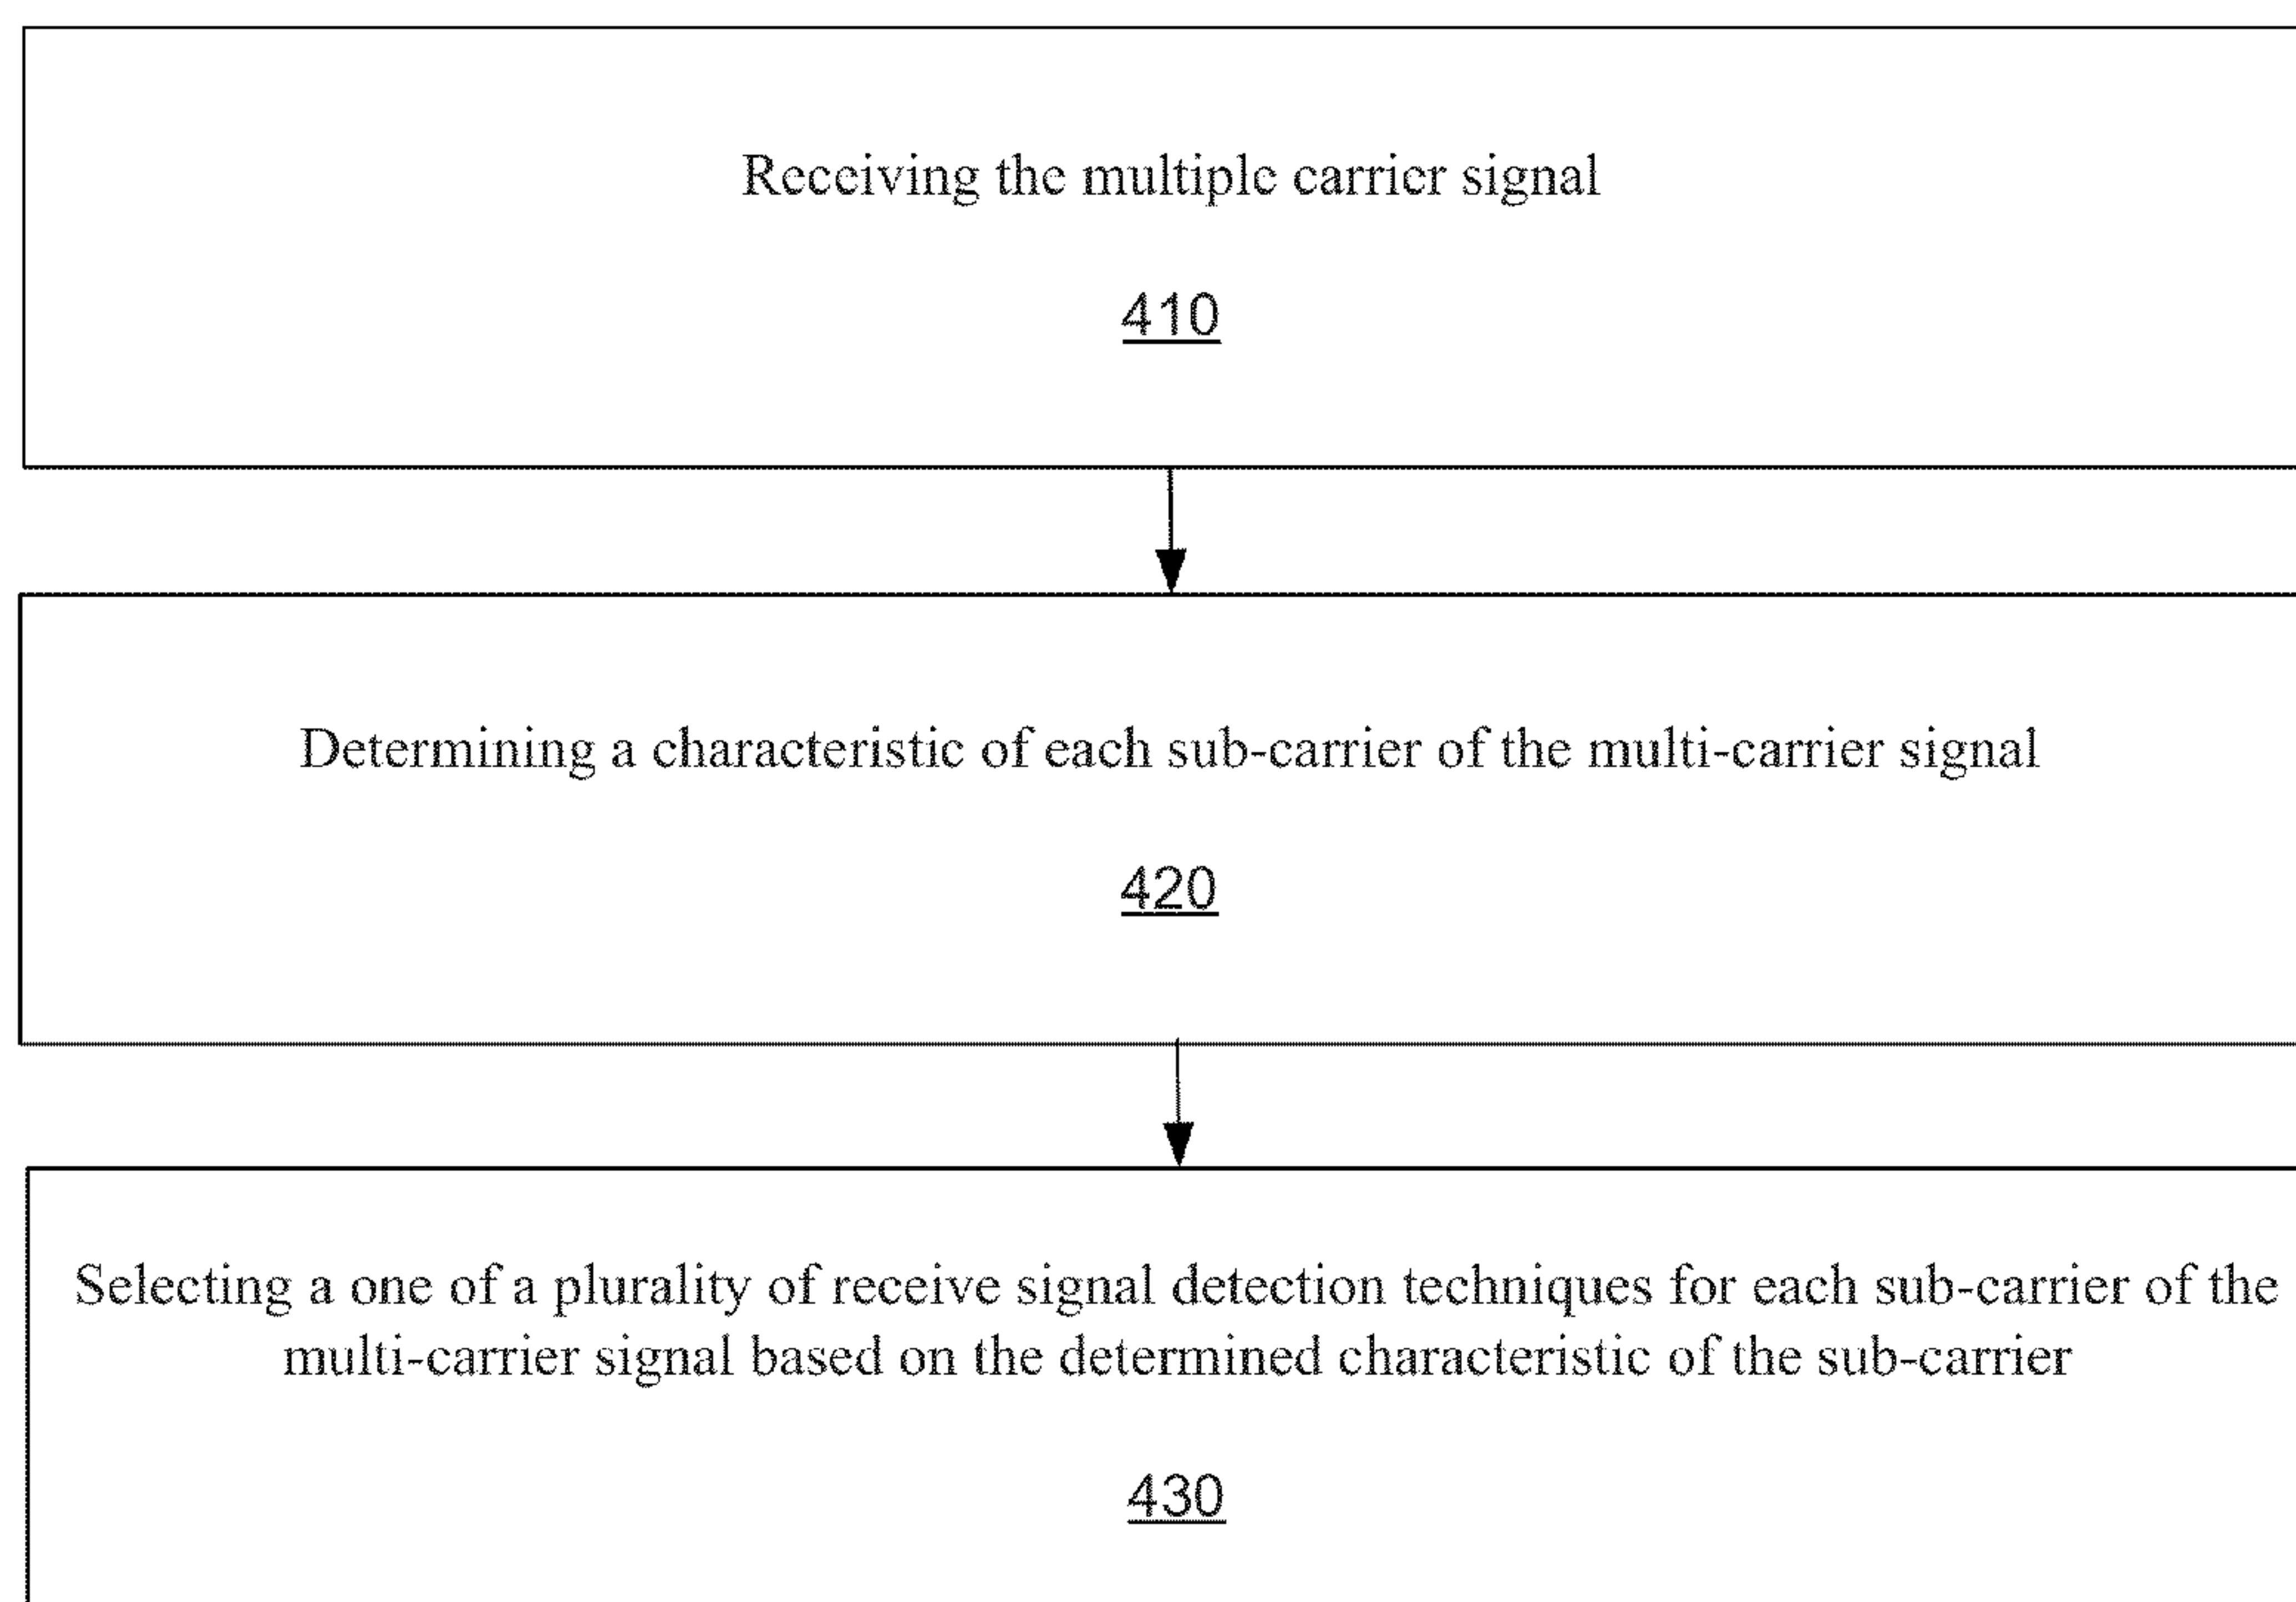 Receiving the multiple carrier signal
410
Determining a characteristic of each sub-carrier of the multi-carrier signal
420
Selecting a one of a plurality of receive signal detection techniques for each sub-carrier of the
multi-carrier signal based on the determined characteristic of the sub-carrier
430